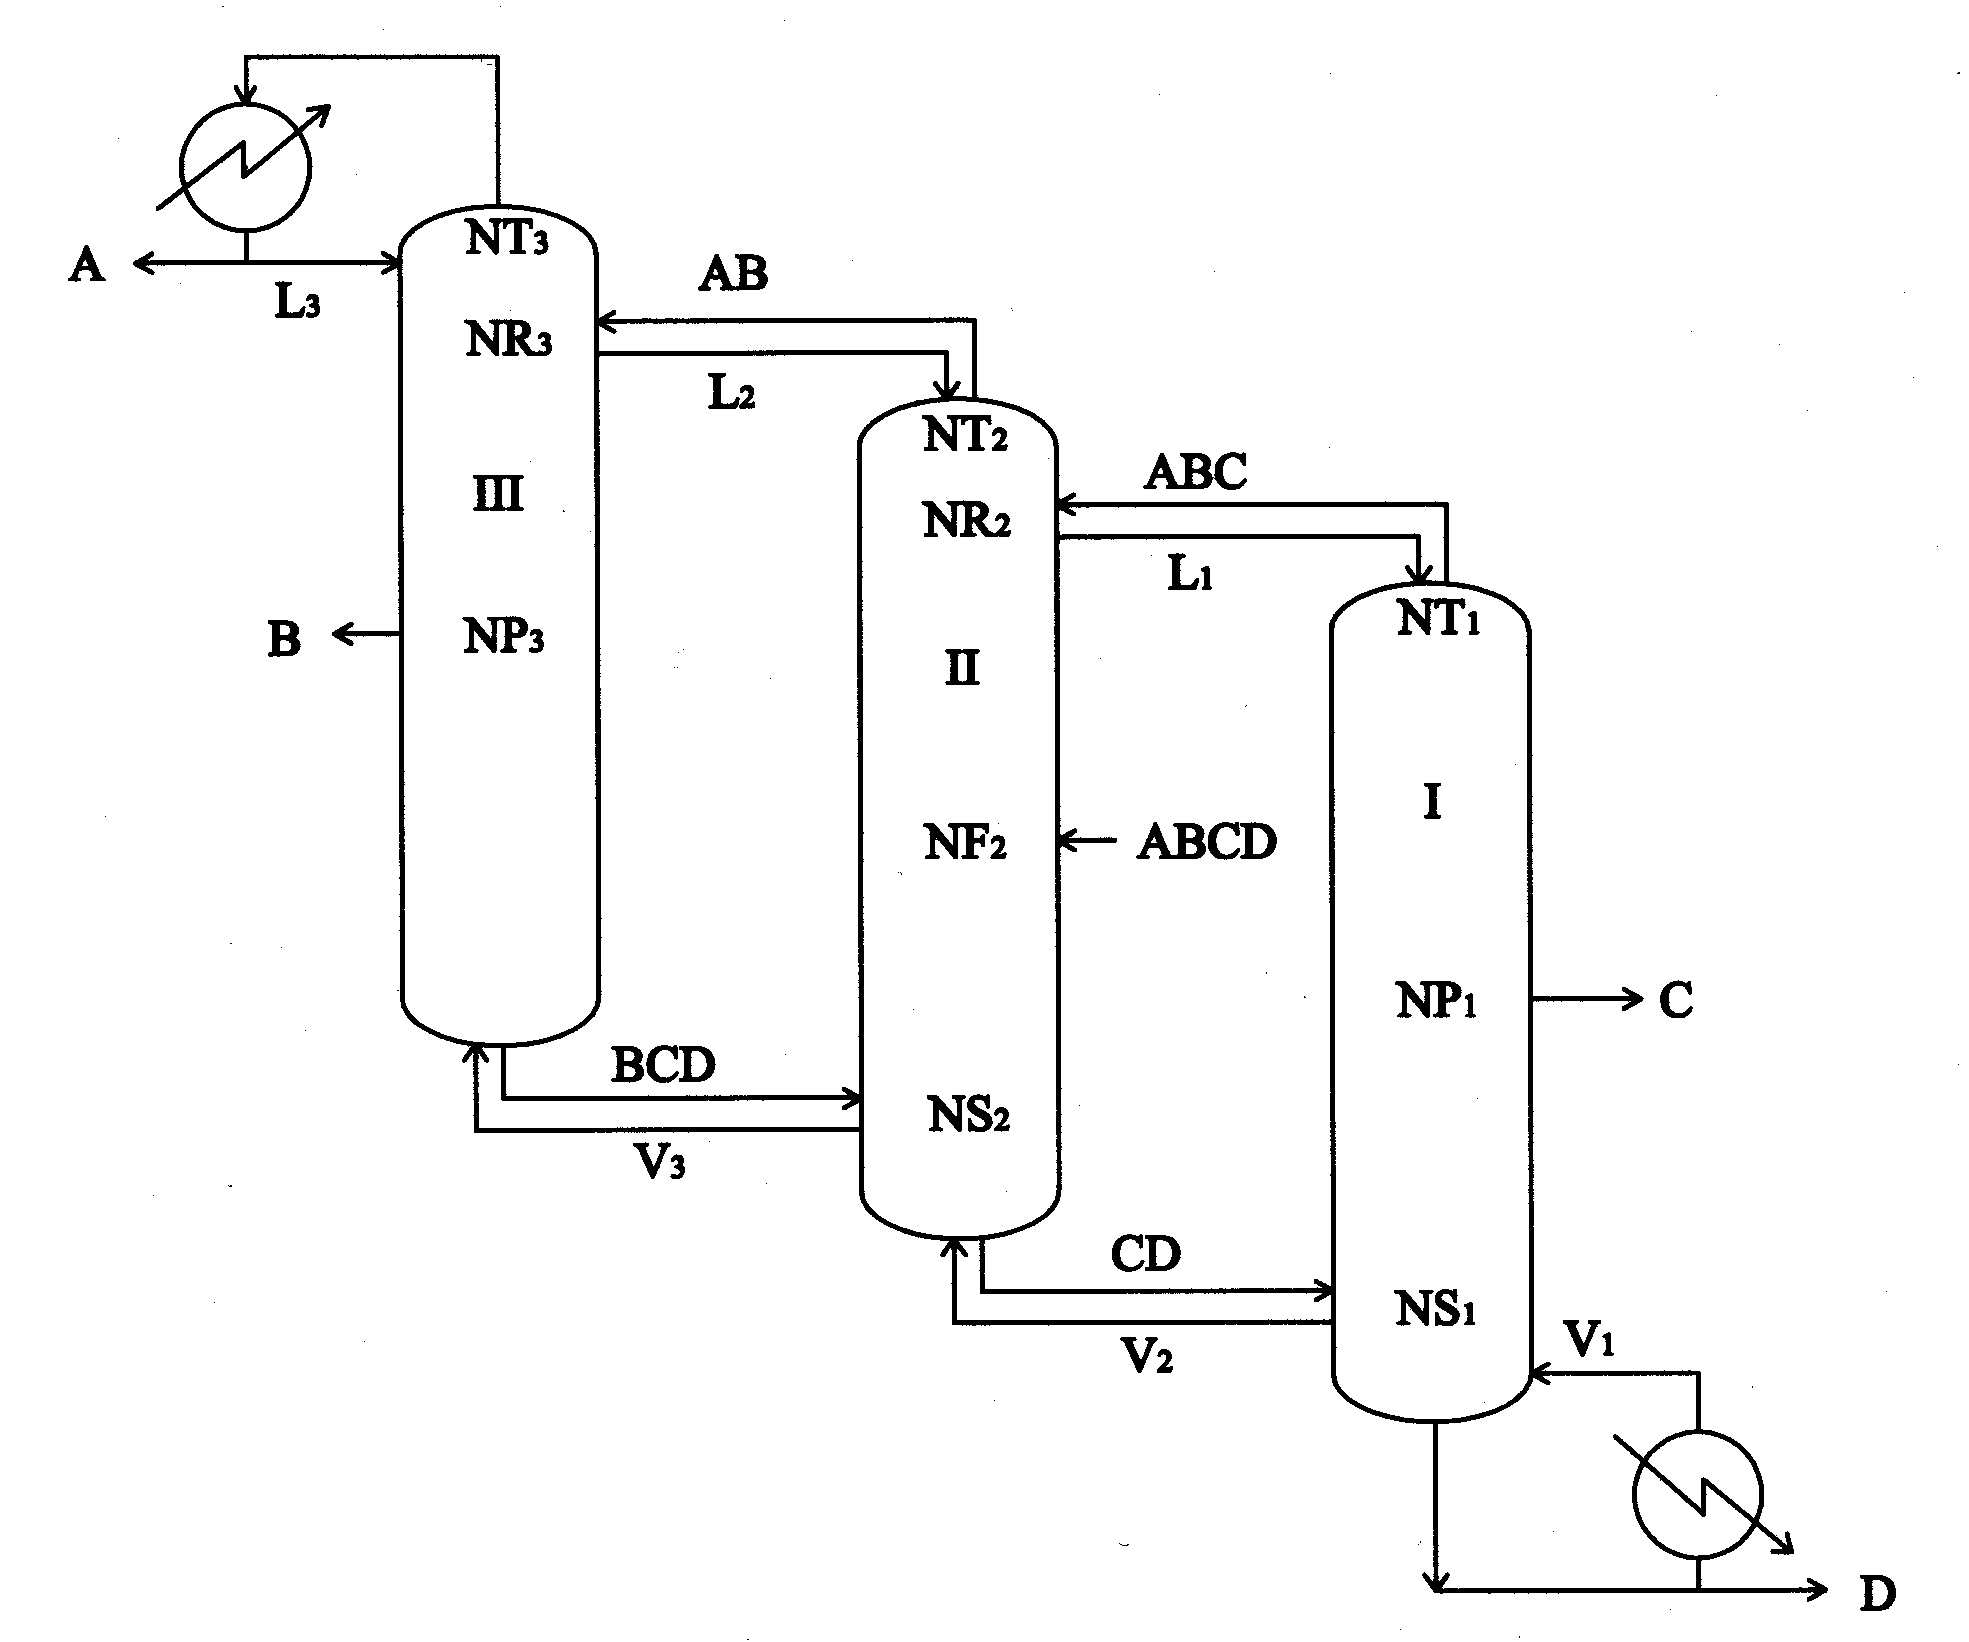 NT3
A
L3
AB
NR3
L2
NT2
ABC
III
NR2
L1
NT1
B
NP3
II
I
NF2
ABCD
NP1
C
BCD
NS2
V3
CD
NS1
V2
V1
D